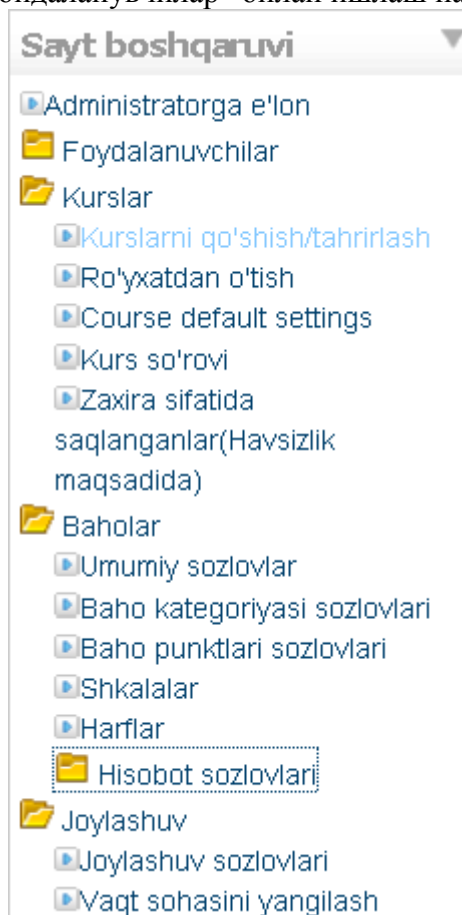 билан ишлаш
Sayt boshqaruvi
Administratorga e'lon
Foydalanuvchilar
Kurslar
Kurslarni qo'shish/tahrirlash
Ro'yxatdan o'tish
Course default settings
Kurs so'rovi
Zaxira sifatida
saqlanganlar(Havsizlik
maqsadida)
Baholar
Umumiy sozlovlar
Baho kategoriyasi sozlovlari
Baho punktlari sozlovlari
Shkalalar
Harflar
Hisobot sozlovlari
Joylashuv
Joylashuv sozlovlari
Vaqt sohasini yangilash